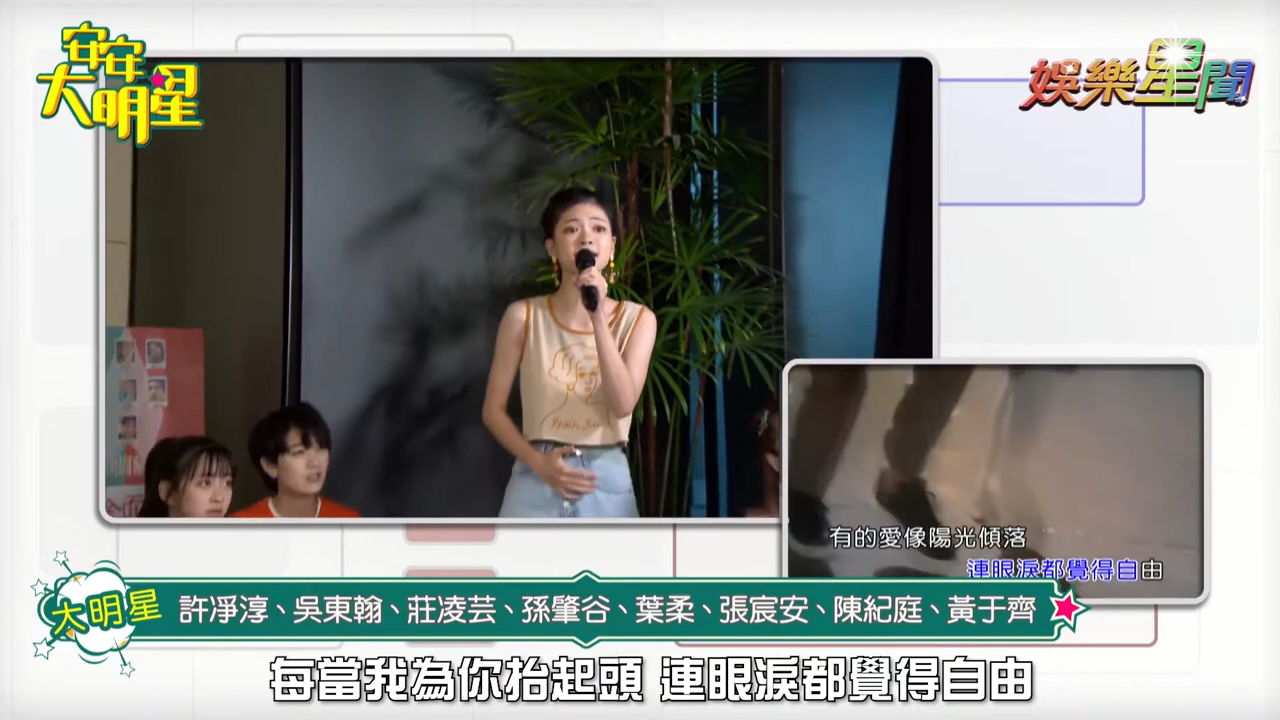 安安
大明星
娛樂星聞
有的愛像陽光傾落
連眼淚都覺得自由
大明星
許淨淳、吳東翰、莊凌芸、孫肇谷、葉柔、張宸安、陳紀庭、黃于齊
每當我為你抬起頭 連眼淚都覺得自由